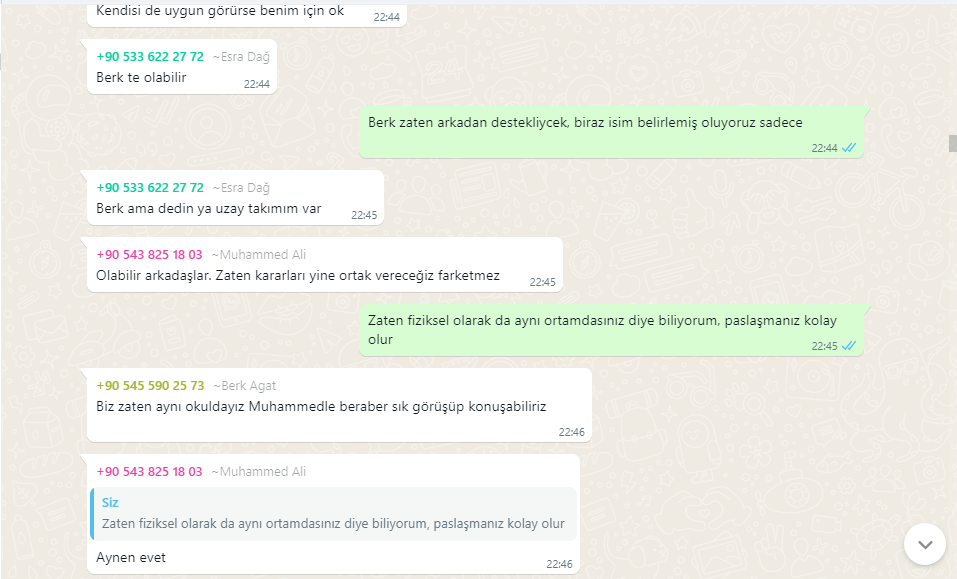 Kendisi de uygun görürse benim için ok
22:44
+90 533 622 27 72 ~Esra Dağ
Berk te olabilir
22:44
Berk zaten arkadan destekliycek, biraz isim belirlemiş oluyoruz sadece
22:44
+90 533 622 27 72 ~Esra Dağ
Berk ama dedin ya uzay takımım var
22:45
+90 543 825 18 03 ~Muhammed Ali
Olabilir arkadaşlar. Zaten kararları yine ortak vereceğiz farketmez
22:45
Zaten fiziksel olarak da aynı ortamdasınız diye biliyorum, paslaşmanız kolay
olur
22:45
+90 545 590 25 73 ~Berk Agat
Biz zaten aynı okuldayız Muhammedle beraber sık görüşüp konuşabiliriz
22:46
+90 543 825 18 03 ~Muhammed Ali
Siz
Zaten fiziksel olarak da aynı ortamdasınız diye biliyorum, paslaşmanız kolay olur
Aynen evet
22:46